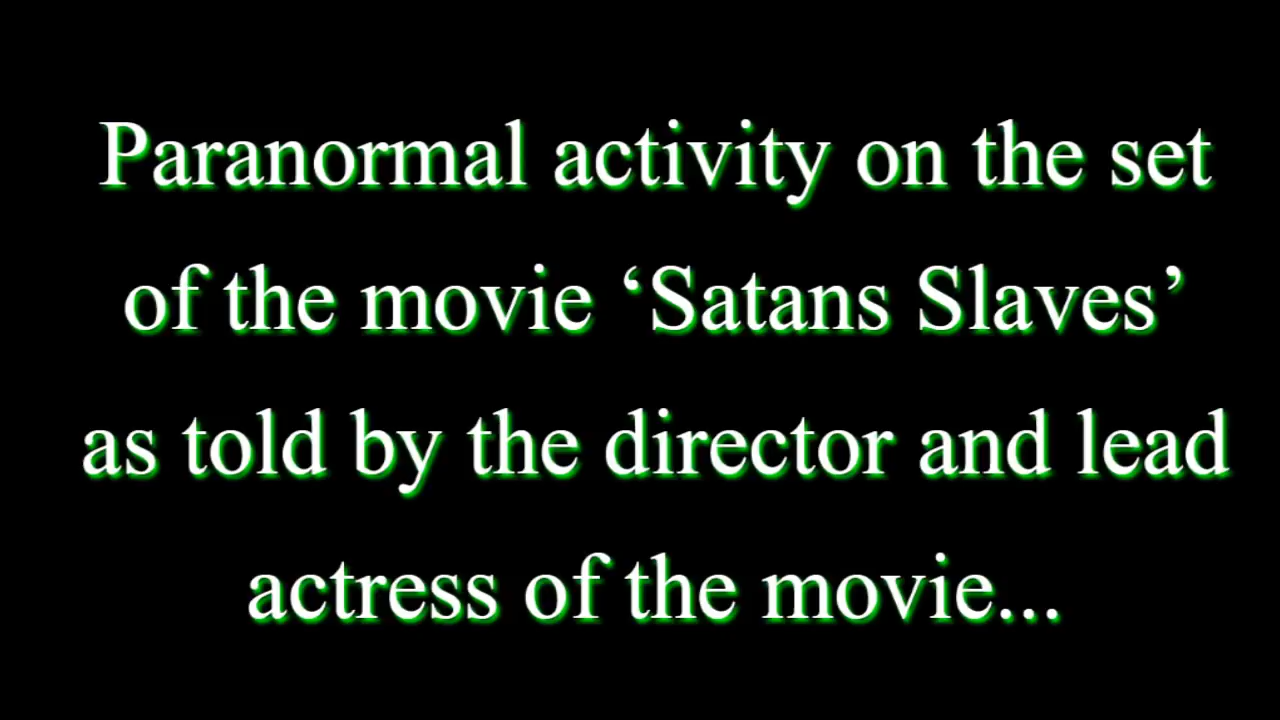 Paranormal activity on the set
of the movie ‘Satans Slaves’
as told by the director and lead
actress of the movie...